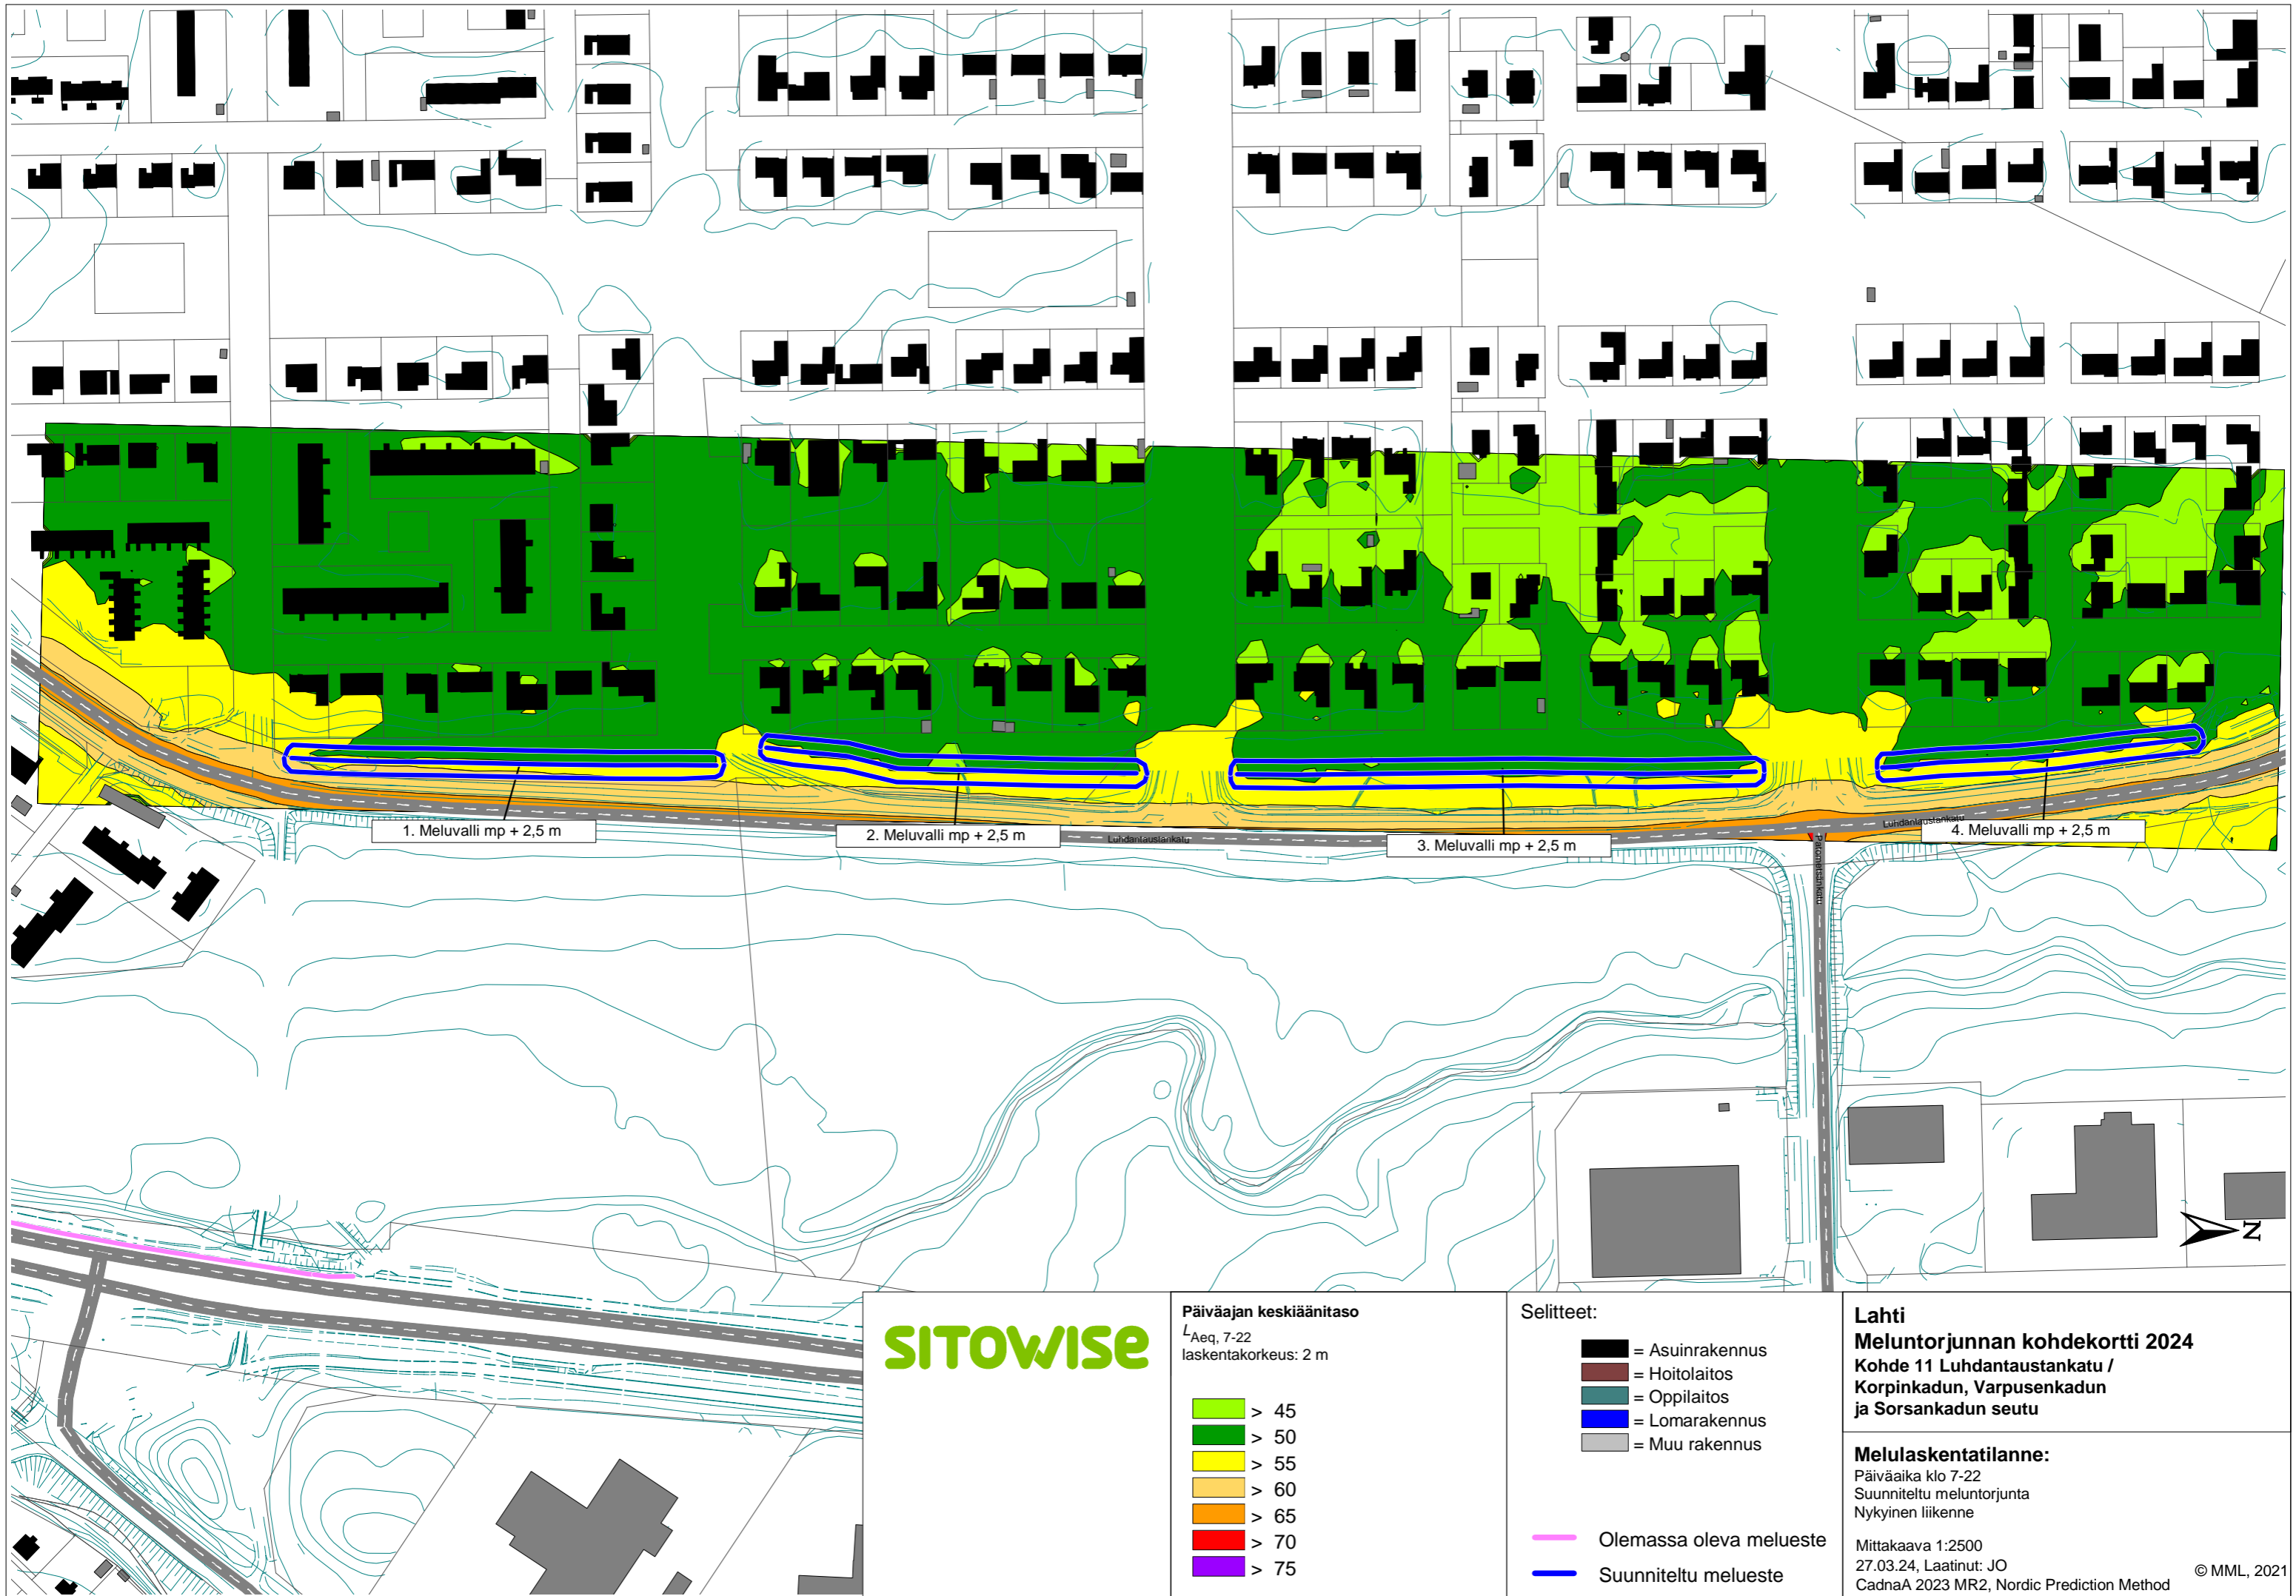 1. Meluvalli mp + 2,5 m
2. Meluvalli mp + 2,5 m
Luhdantaustankatu
3. Meluvalli mp + 2,5 m
Luhdantaustankatu
4. Meluvalli mp + 2,5 m
N
SITOWISE
Päiväajan keskiäänitaso
LAeq, 7-22
laskentakorkeus: 2 m
> 45
> 50
> 55
> 60
> 65
> 70
> 75
Selitteet:
= Asuinrakennus
= Hoitolaitos
= Oppilaitos
= Lomarakennus
= Muu rakennus
Olemassa oleva melueste
Suunniteltu melueste
Lahti
Meluntorjunnan kohdekortti 2024
Kohde 11 Luhdantaustankatu /
Korpinkadun, Varpusenkadun
ja Sorsankadun seutu
Melulaskentatilanne:
Päiväaika klo 7-22
Suunniteltu meluntorjunta
Nykyinen liikenne
Mittakaava 1:2500
27.03.24, Laatinut: JO
CadnaA 2023 MR2, Nordic Prediction Method
© MML, 2021